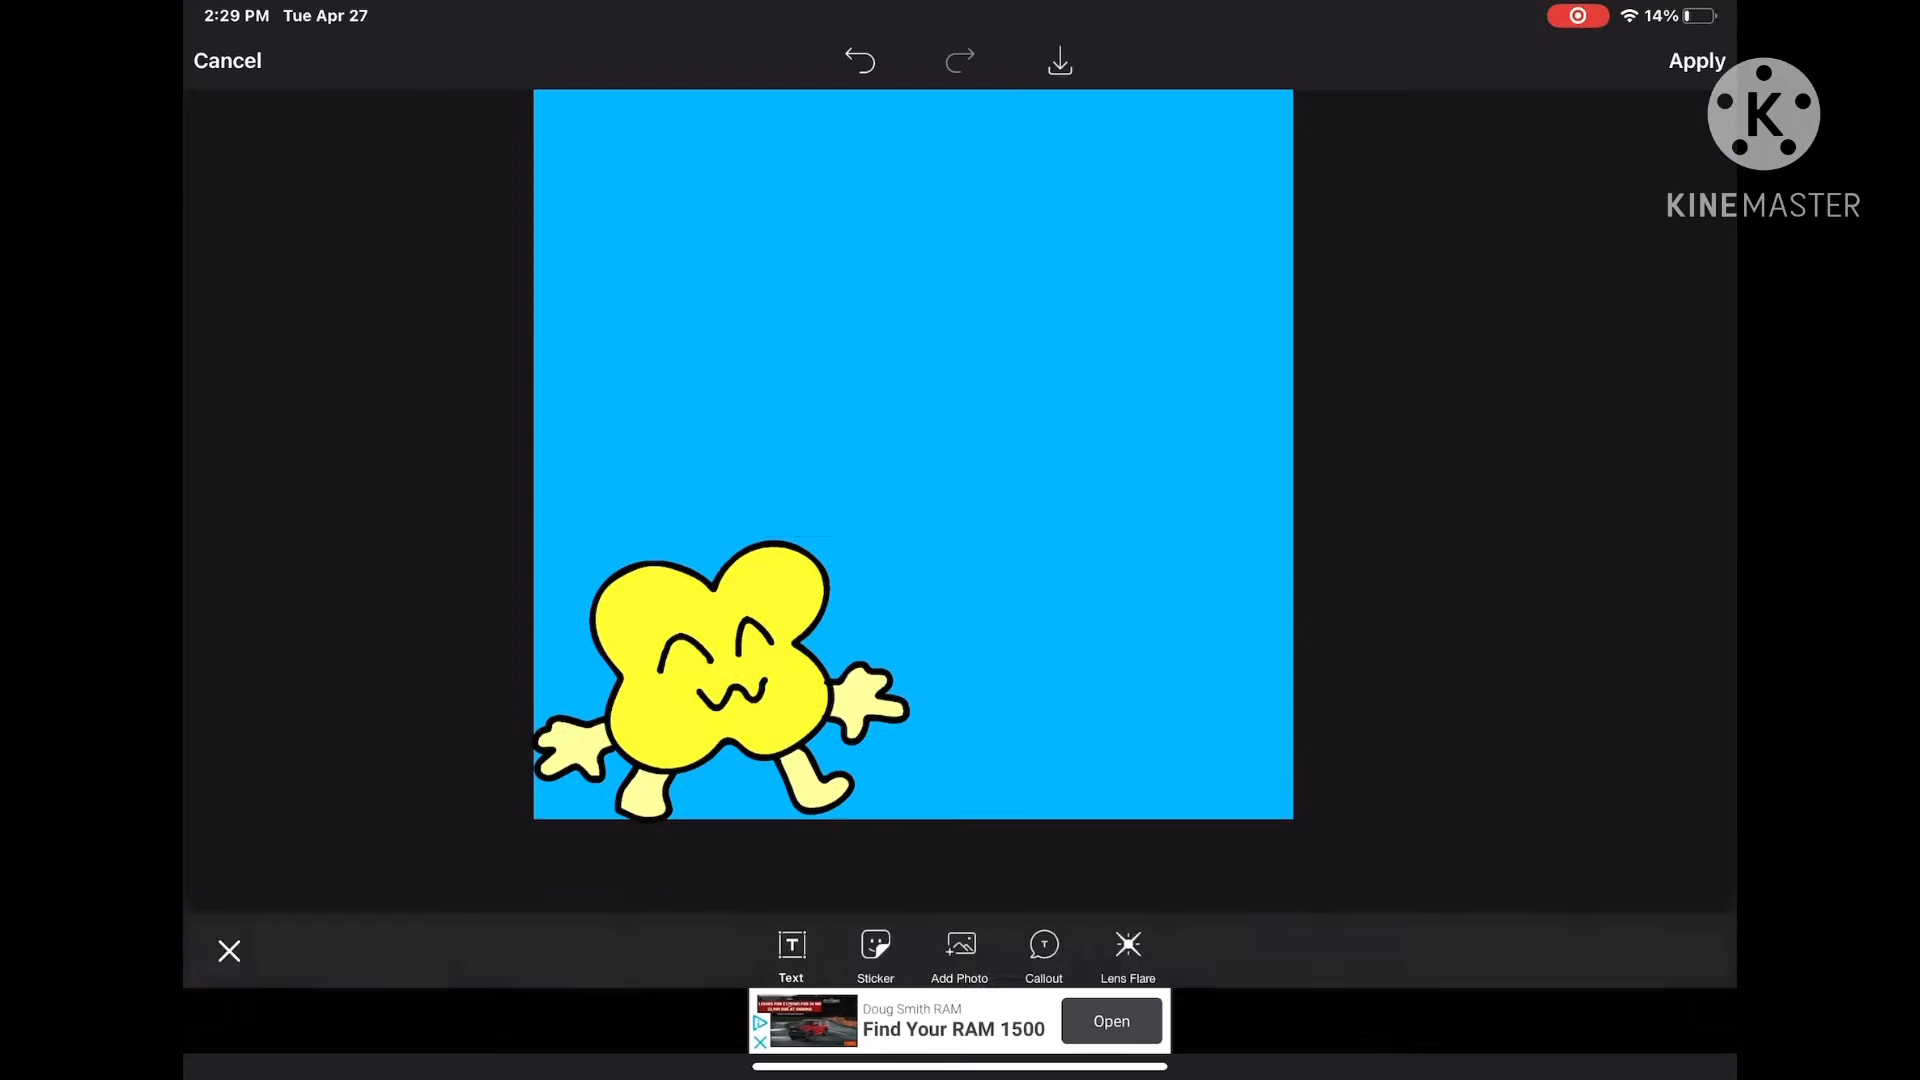 2:29 PM Tue Apr 27
14%
Cancel
Apply
K
KINEMASTER
Text
Sticker
Add Photo
Callout
Lens Flare
Doug Smith RAM
Find Your RAM 1500
Open